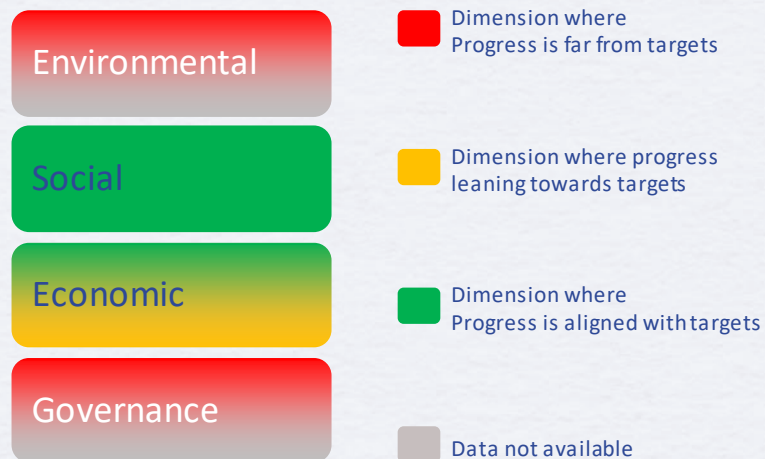 Environmental
Social
Economic
Governance
Dimension where
Progress is far from targets
Dimension where progress
leaning towards targets
Dimension where
Progress is aligned with targets
Data not available